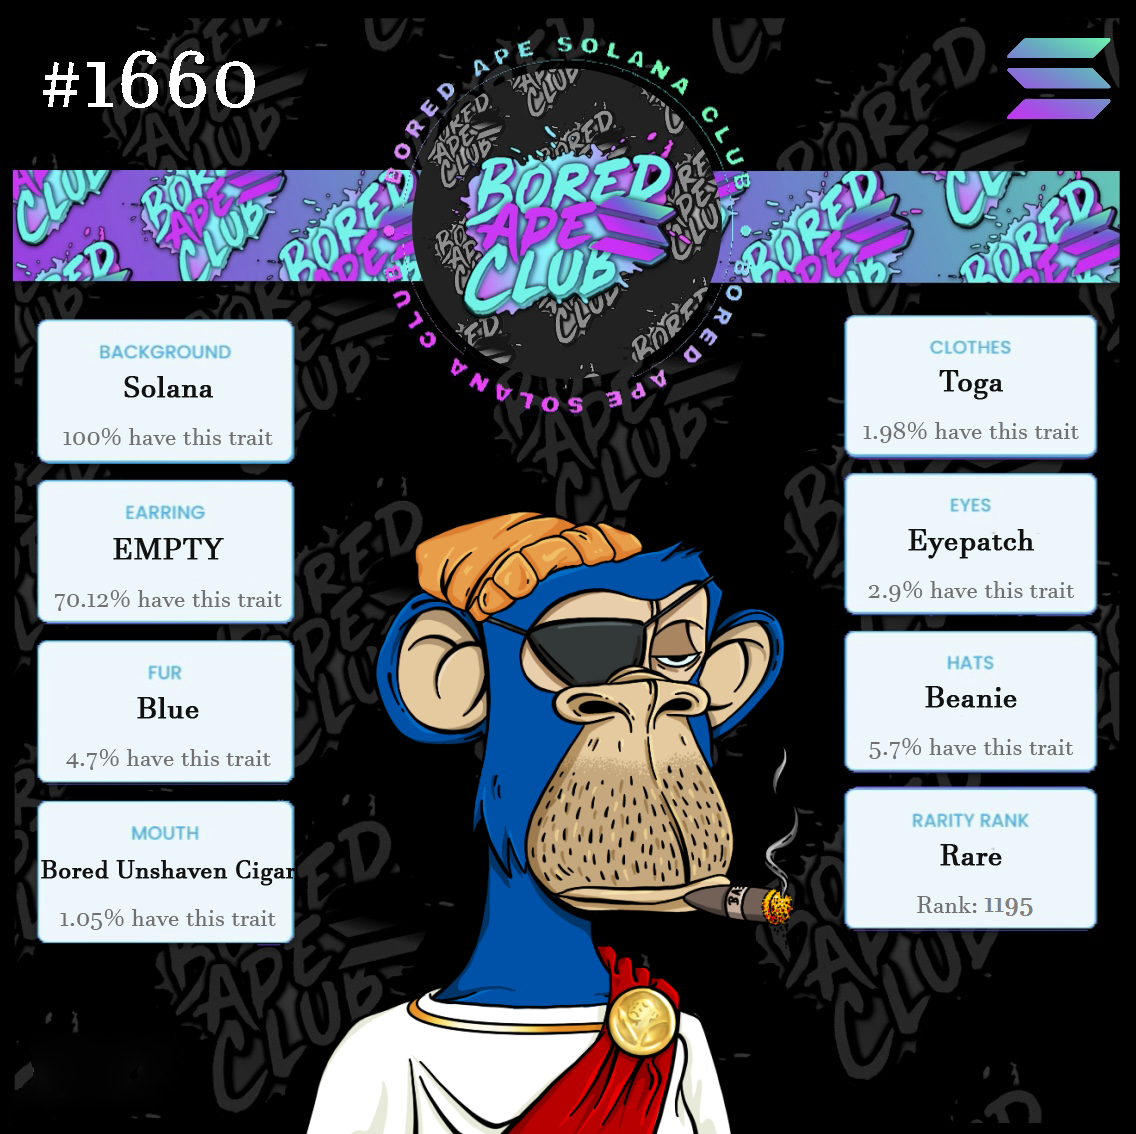 #1660
BORED APE SOLANA CLUB
BORED APE SOLANA CLUB
BORED
APE
CLUB
BACKGROUND
Solana
100% have this trait
EARRING
EMPTY
70.12% have this trait
FUR
Blue
4.7% have this trait
MOUTH
Bored Unshaven Cigar
1.05% have this trait
CLOTHES
Toga
1.98% have this trait
EYES
Eyepatch
2.9% have this trait
HATS
Beanie
5.7% have this trait
RARITY RANK
Rare
Rank: 1195